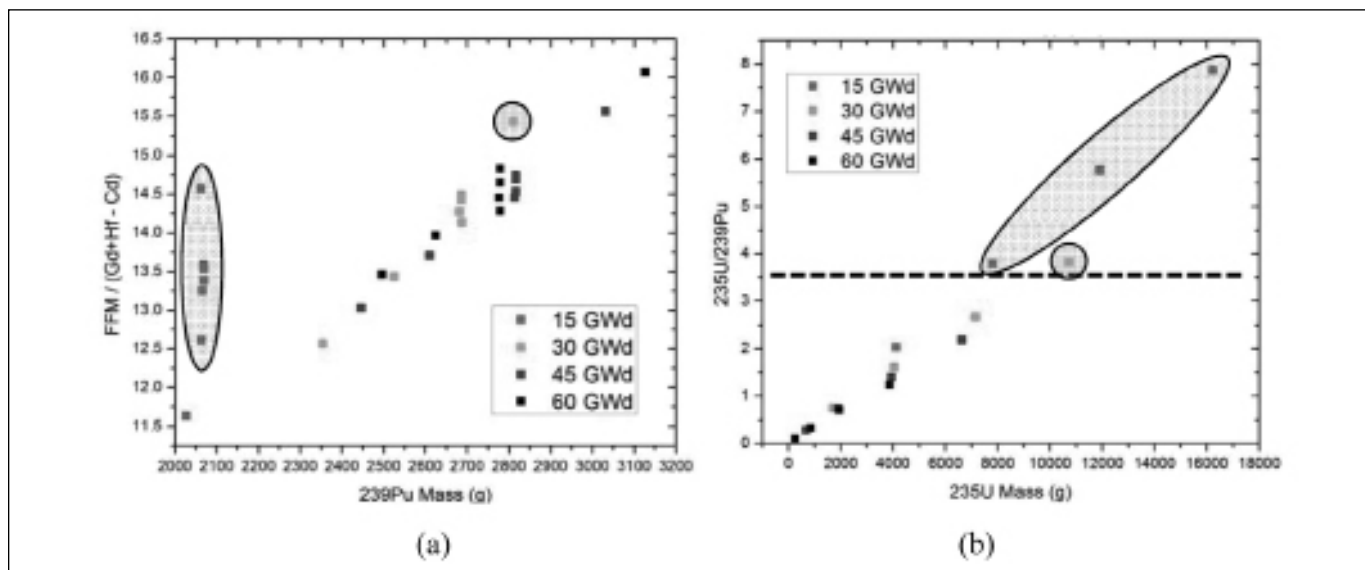 16.5
16.0
15.5
15.0
14.5
14.0
13.5
13.0
12.5
12.0
11.5
FFM / (Gd+Hf - Cd)
15 GWd
30 GWd
45 GWd
60 GWd
2000 2100 2200 2300 2400 2500 2600 2700 2800 2900 3000 3100 3200
239Pu Mass (g)
(a)
8
7
6
5
4
3
2
1
0
235U/239Pu
15 GWd
30 GWd
45 GWd
60 GWd
0 2000 4000 6000 8000 10000 12000 14000 16000 18000
235U Mass (g)
(b)